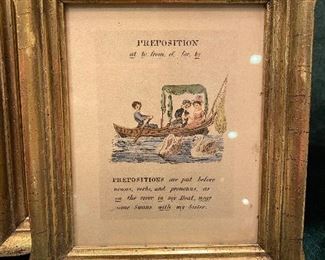 PREPOSITION
at to from, of, for, by
PREPOSITIONS are put before
nouns, verbs, and pronouns, as
on the river in my Boat, near
some Swans with my Sister.